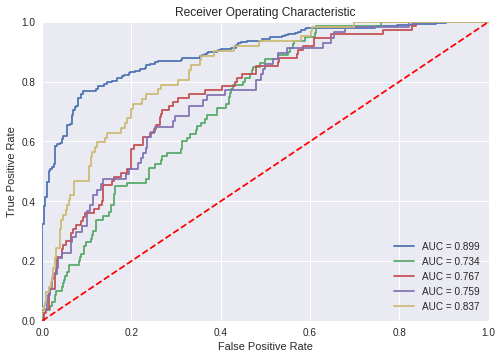 Receiver Operating Characteristic
True Positive Rate
1.0
0.8
0.6
0.4
0.2
0.0
AUC = 0.899
AUC = 0.734
AUC = 0.767
AUC = 0.759
AUC = 0.837
0.0 0.2 0.4 0.6 0.8 1.0
False Positive Rate